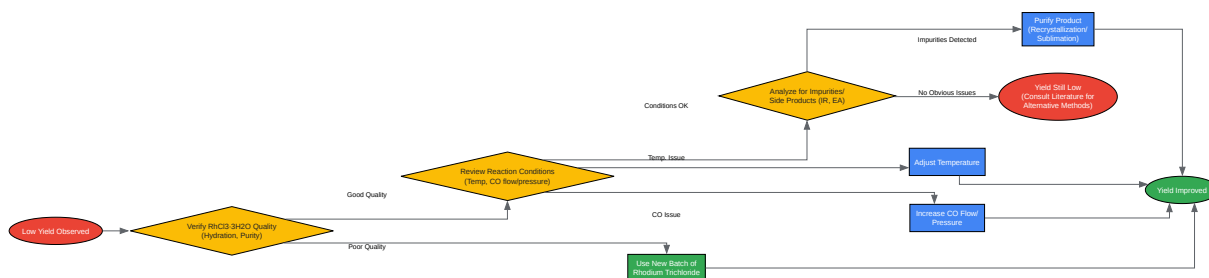 Purify Product
(Recrystallization/
Sublimation)
Impurities Detected
Analyze for Impurities/
Side Products (IR, EA)
No Obvious Issues
Yield Still Low
(Consult Literature for
Alternative Methods)
Conditions OK
Temp. Issue
Review Reaction Conditions
(Temp, CO flow/pressure)
Adjust Temperature
Good Quality
Yield Improved
CO Issue
Increase CO Flow/
Pressure
Low Yield Observed
Verify RhCl3·3H2O Quality
(Hydration, Purity)
Poor Quality
Use New Batch of
Rhodium Trichloride